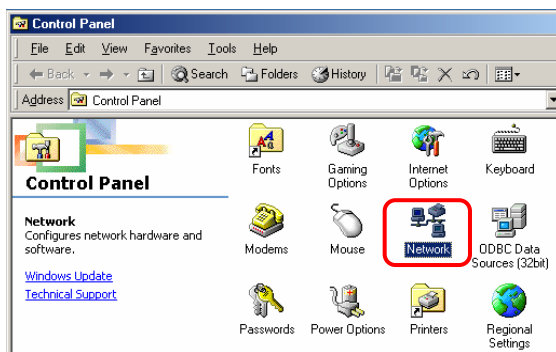 Control Panel
File Edit View Favorites Tools Help
Back Search Folders History
Address Control Panel
Control Panel
Network
Configures network hardware and
software.
Windows Update
Technical Support
Fonts
Gaming
Options
Internet
Options
Keyboard
Modems
Mouse
Network
ODBC Data
Sources (32bit)
Passwords
Power Options
Printers
Regional
Settings